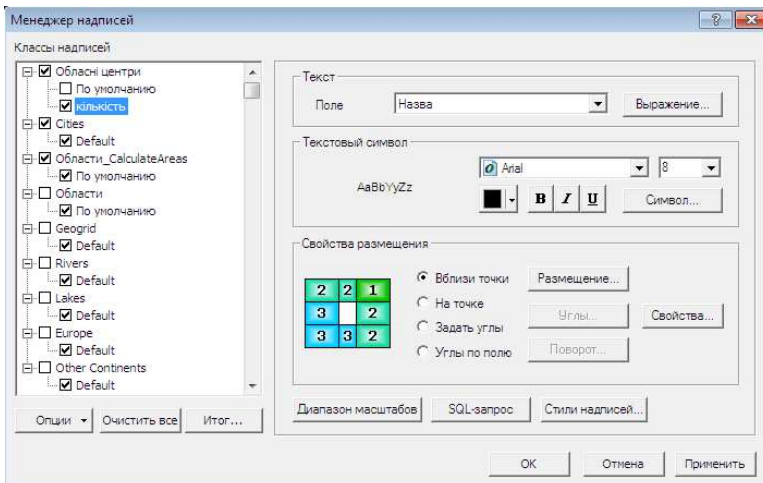 Менеджер надписей
Классы надписей
Обласні центри
По умолчанию
кількість
Cities
Default
Области_CalculateAreas
По умолчанию
Области
По умолчанию
Geogrid
Default
Rivers
Default
Lakes
Default
Europe
Default
Other Continents
Default
Опции
Очистить все
Итог...
Текст
Поле
Назва
Выражение...
Текстовый символ
AaBbYyZz
Arial
8
B I U
Символ...
Свойства размещения
2 2 1
3 2
3 3 2
Вблизи точки
На точке
Задать углы
Углы по полю
Размещение...
Углы...
Поворот...
Свойства...
Диапазон масштабов
SQL-запрос
Стили надписей...
OK
Отмена
Применить